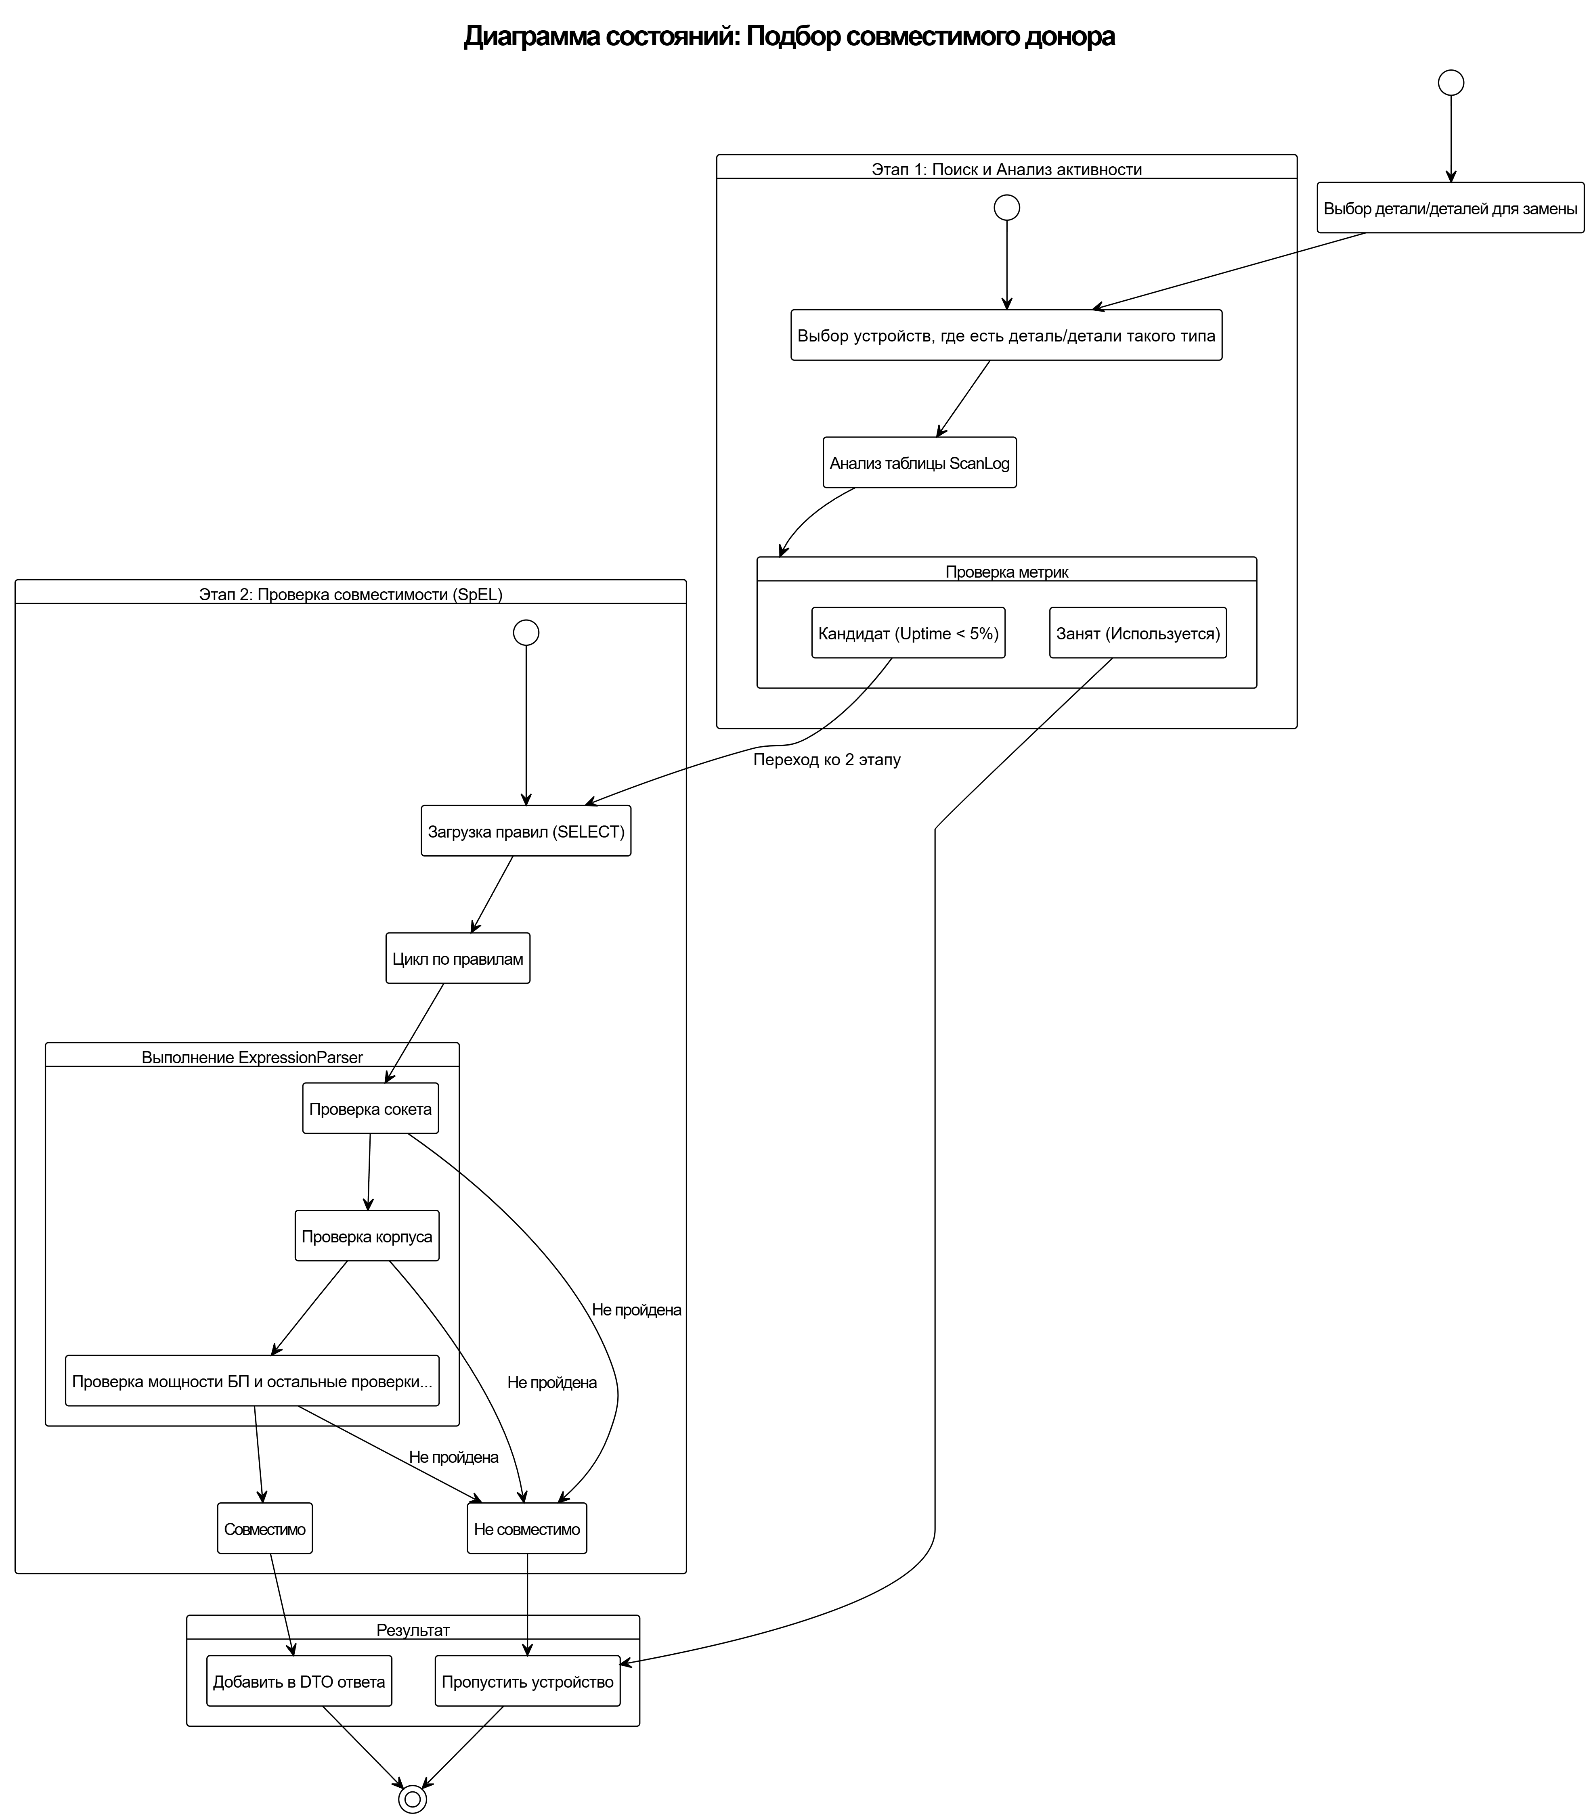 Диаграмма состояний: Подбор совместимого донора
Этап 1: Поиск и Анализ активности
Выбор детали/деталей для замены
Выбор устройств, где есть деталь/детали такого типа
Анализ таблицы ScanLog
Проверка метрик
Кандидат (Uptime < 5%)
Занят (Используется)
Переход ко 2 этапу
Этап 2: Проверка совместимости (SpEL)
Загрузка правил (SELECT)
Цикл по правилам
Выполнение ExpressionParser
Проверка сокета
Проверка корпуса
Не пройдена
Проверка мощности БП и остальные проверки...
Не пройдена
Не пройдена
Совместимо
Не совместимо
Результат
Добавить в DTO ответа
Пропустить устройство